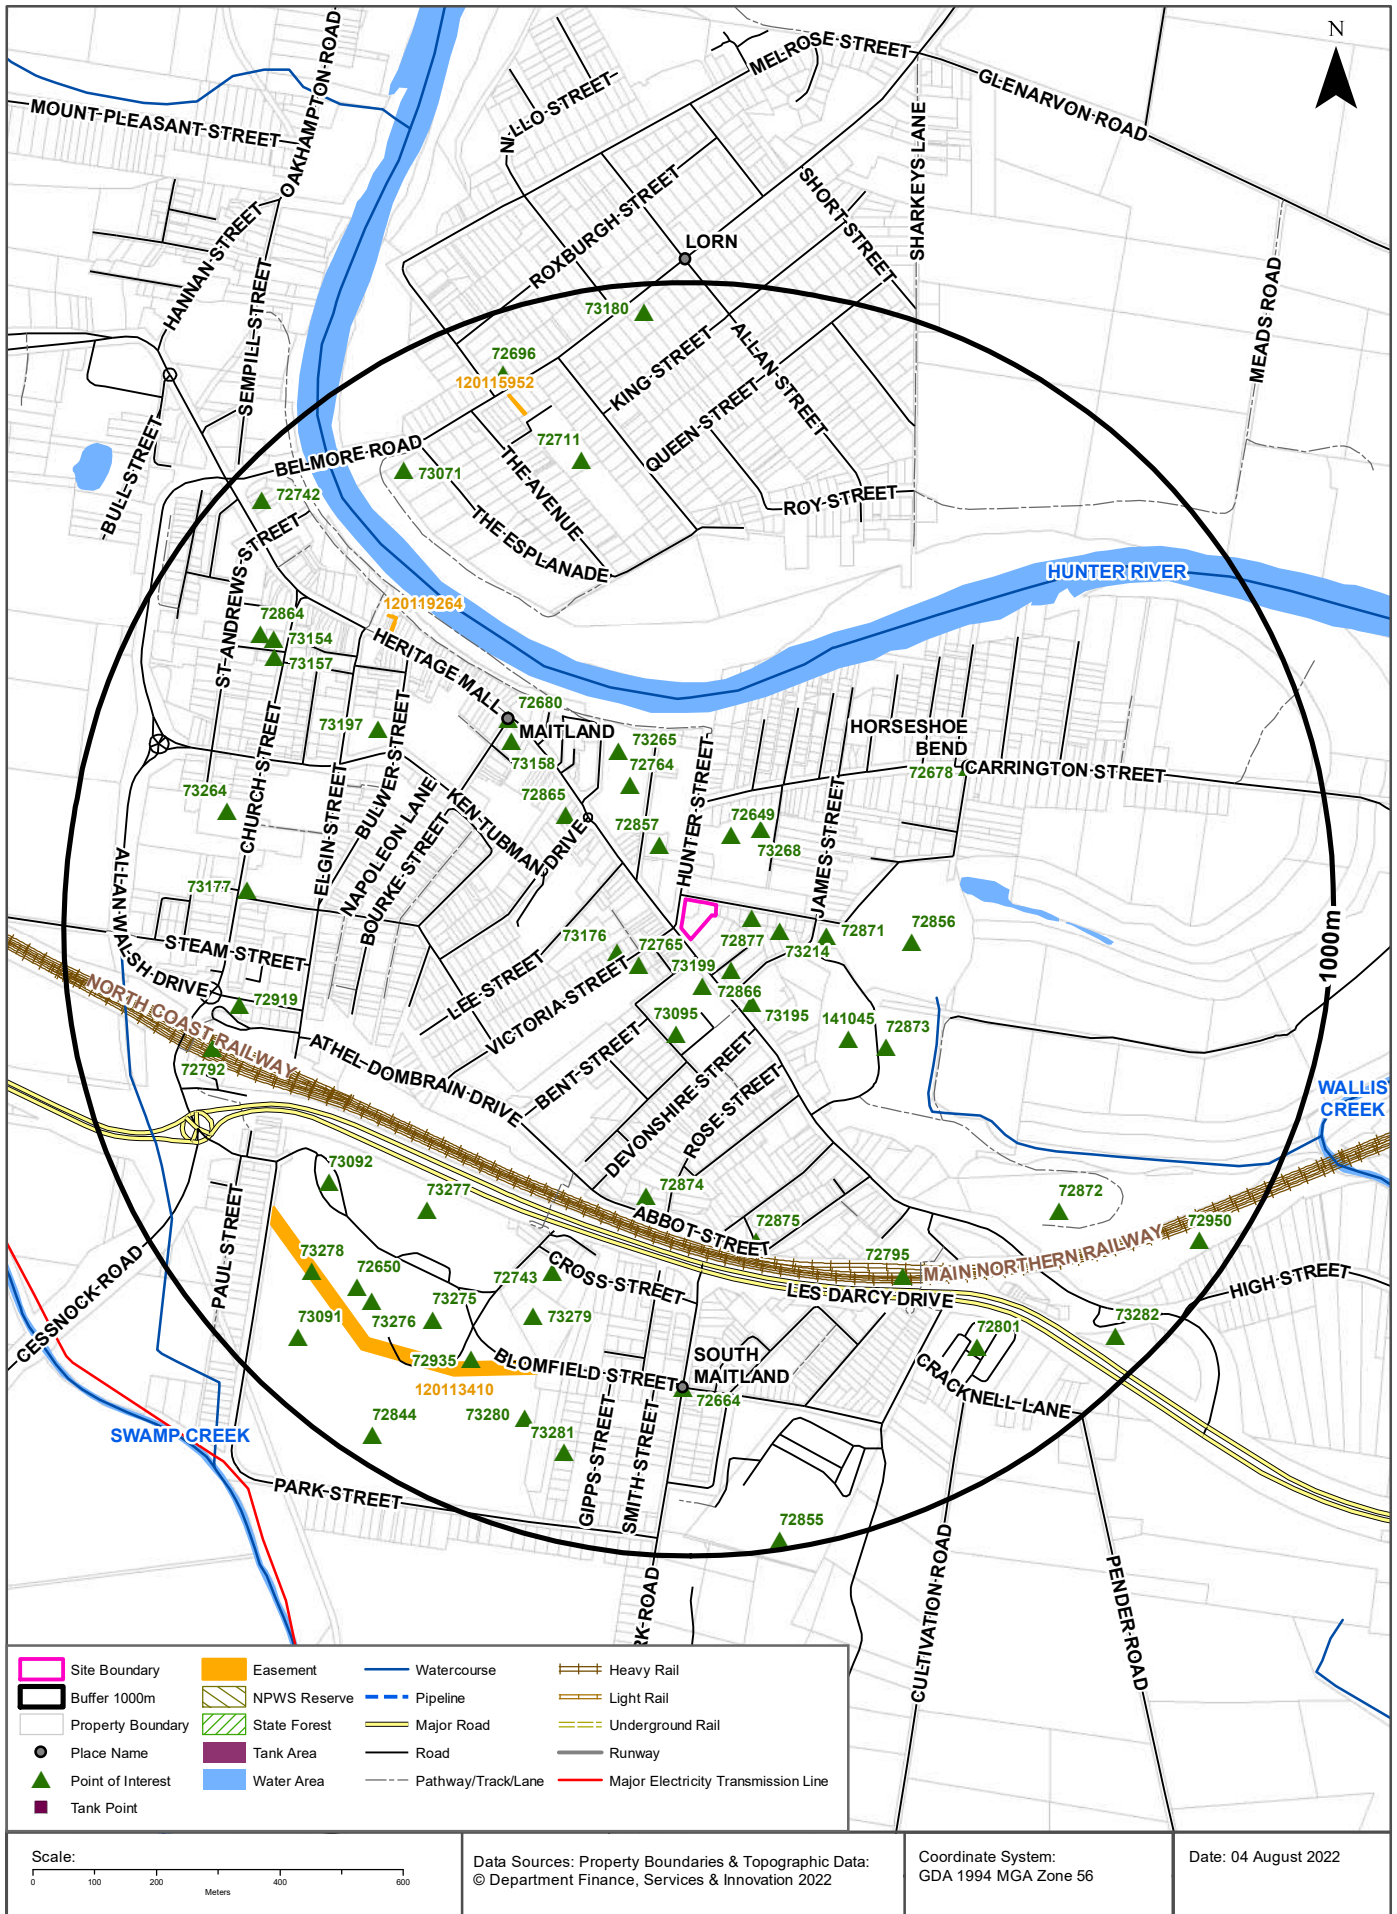 N
MELROSE STREET
GLENARVON ROAD
OAKHAMPTON ROAD
MOUNT PLEASANT STREET
NILLO STREET
SHARKEYS LANE
SHORT STREET
ROXBURGH STREET
HANNAN STREET
LORN
MEADS ROAD
SEMPILL STREET
73180
ALLAN STREET
KING STREET
72696
120115952
QUEEN STREET
BULL STREET
BELMORE ROAD
73071
72711
THE AVENUE
72742
ROY STREET
ST ANDREWS STREET
THE ESPLANADE
HUNTER RIVER
120119264
72864
73154
73157
HERITAGE MALL
72680
MAITLAND
73158
73197
BULWER STREET
CHURCH STREET
HORSESHOE
BEND
73265
72764
HUNTER STREET
72678
CARRINGTON STREET
73264
ELGIN STREET
NAPOLEON LANE
KEN TUBMAN DRIVE
72865
72857
72649
73268
JAMES STREET
BOURKE STREET
ALLAN WALSH DRIVE
73177
STEAM STREET
73176
72765
73199
72877
73214
72871
72856
1000m
LEE STREET
VICTORIA STREET
72866
73195
NORTH COAST RAILWAY
72919
73095
141045
72873
72792
ATHEL DOMBRAIN DRIVE
BENT STREET
DEVONSHIRE STREET
ROSE STREET
WALLIS
CREEK
73092
73277
72874
ABBOT STREET
72875
72872
72950
PAUL STREET
CESSNOCK ROAD
73278
72650
73275
73276
73091
72743
CROSS STREET
73279
72795
MAIN NORTHERN RAILWAY
LES DARCY DRIVE
HIGH STREET
73282
72801
72935
BLOMFIELD STREET
SOUTH
MAITLAND
CRACKNELL LANE
120113410
72664
72844
73280
73281
SWAMP CREEK
GIPPS STREET
SMITH STREET
PARK STREET
72855
RK ROAD
CULTIVATION ROAD
PENDER ROAD
Site Boundary
Easement
Watercourse
Heavy Rail
Buffer 1000m
NPWS Reserve
Pipeline
Light Rail
Property Boundary
State Forest
Major Road
Underground Rail
Place Name
Tank Area
Road
Runway
Point of Interest
Water Area
Pathway/Track/Lane
Major Electricity Transmission Line
Tank Point
Scale:
0 100 200 400 600
Meters
Data Sources: Property Boundaries & Topographic Data:
© Department Finance, Services & Innovation 2022
Coordinate System:
GDA 1994 MGA Zone 56
Date: 04 August 2022